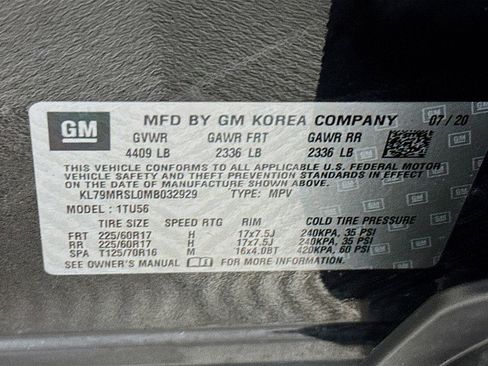 GM
MFD BY GM KOREA COMPANY 07/20
GVWR GAWR FRT GAWR RR
4409 LB 2336 LB 2336 LB
THIS VEHICLE CONFORMS TO ALL APPLICABLE U.S. FEDERAL MOTOR
VEHICLE SAFETY AND THEFT PREVENTION STANDARDS IN
EFFECT ON THE DATE OF MANUFACTURE SHOWN ABOVE.
KL79MRSL0MB032929 TYPE: MPV
MODEL: 1TU56
TIRE SIZE SPEED RTG RIM COLD TIRE PRESSURE
FRT 225/60R17 H 17x7.5J 240KPA, 35 PSI
RR 225/60R17 H 17x7.5J 240KPA, 35 PSI
SPA T125/70R16 M 16x4.0BT 420KPA, 60 PSI
SEE OWNER'S MANUAL FOR MORE INFORMATION.